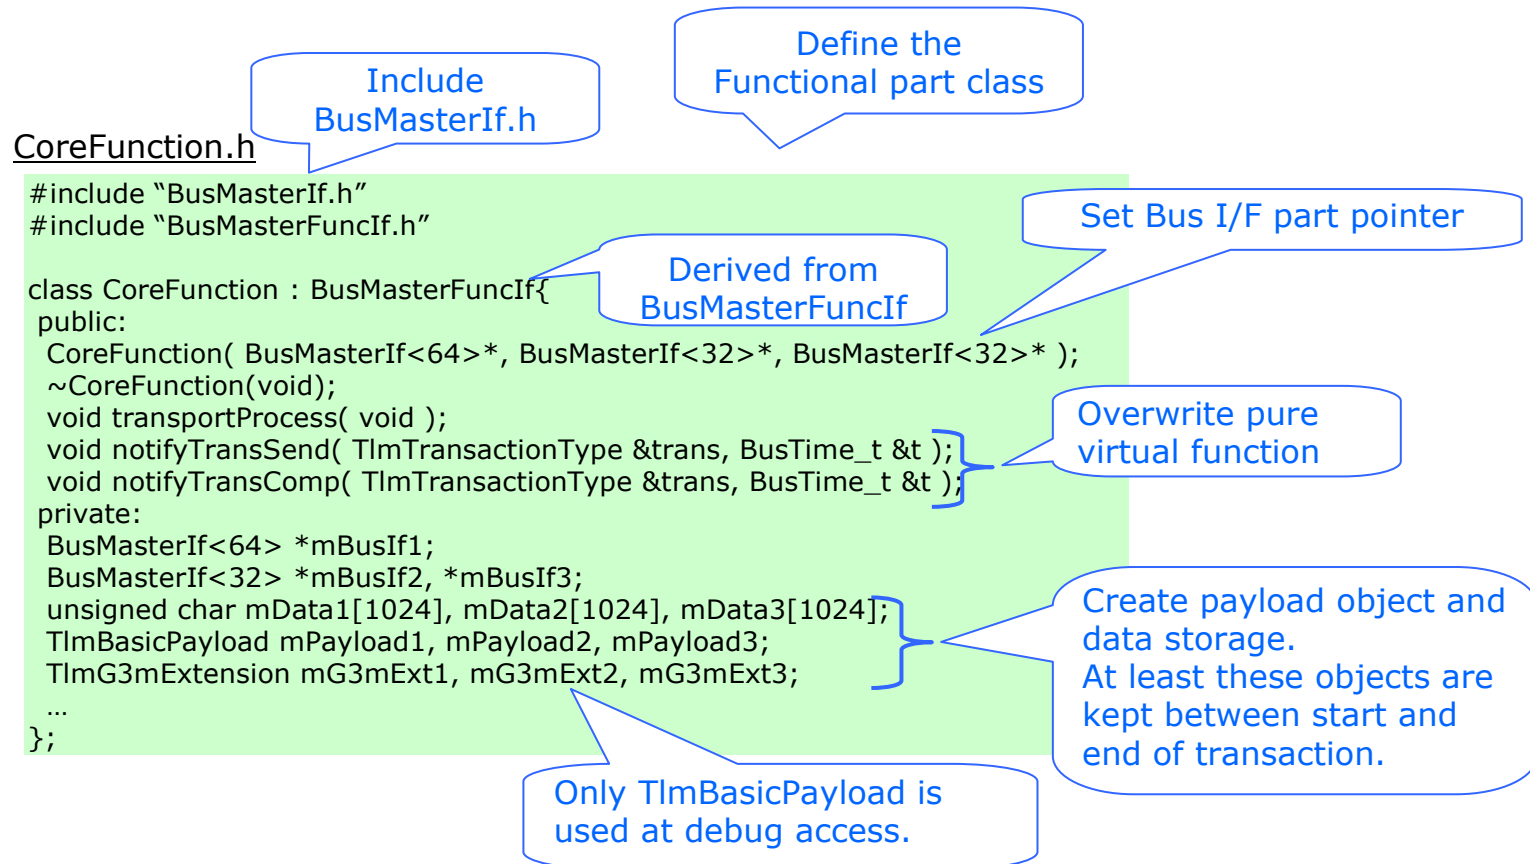 Define the
Functional part class
Include
BusMasterIf.h
CoreFunction.h
#include “BusMasterIf.h”
#include “BusMasterFuncIf.h”
Set Bus I/F part pointer
Derived from
BusMasterFuncIf
class CoreFunction : BusMasterFuncIf{
public:
CoreFunction( BusMasterIf<64>*, BusMasterIf<32>*, BusMasterIf<32>* );
~CoreFunction(void);
void transportProcess( void );
void notifyTransSend( TlmTransactionType &trans, BusTime_t &t );
void notifyTransComp( TlmTransactionType &trans, BusTime_t &t );
Overwrite pure
virtual function
private:
BusMasterIf<64> *mBusIf1;
BusMasterIf<32> *mBusIf2, *mBusIf3;
unsigned char mData1[1024], mData2[1024], mData3[1024];
TlmBasicPayload mPayload1, mPayload2, mPayload3;
TlmG3mExtension mG3mExt1, mG3mExt2, mG3mExt3;
…
};
Create payload object and
data storage.
At least these objects are
kept between start and
end of transaction.
Only TlmBasicPayload is
used at debug access.